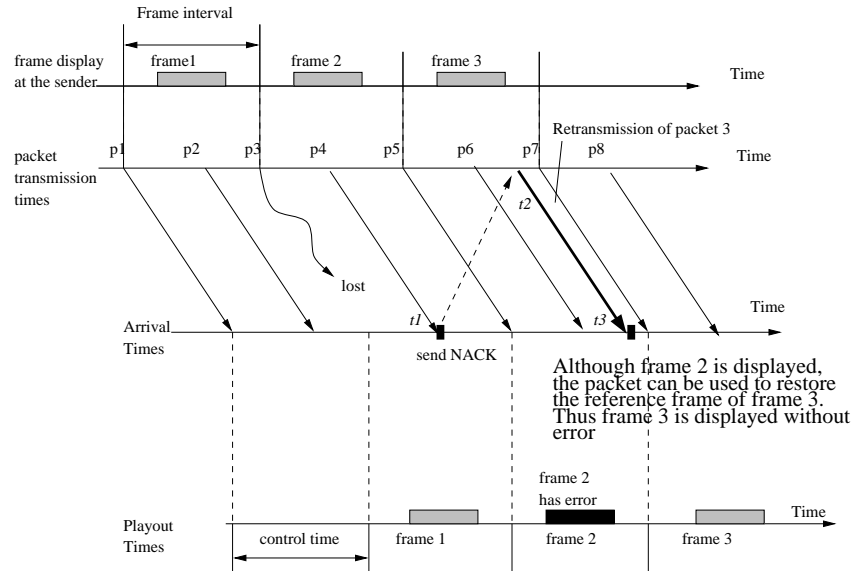 Frame interval
frame display
at the sender
frame1
frame 2
frame 3
Time
Retransmission of packet 3
packet
transmission
times
p1
p2
p3
p4
p5
p6
p7
p8
Time
t2
lost
Arrival
Times
t1
t3
Time
send NACK
Although frame 2 is displayed,
the packet can be used to restore
the reference frame of frame 3.
Thus frame 3 is displayed without
error
frame 2
has error
Playout
Times
control time
frame 1
frame 2
frame 3
Time